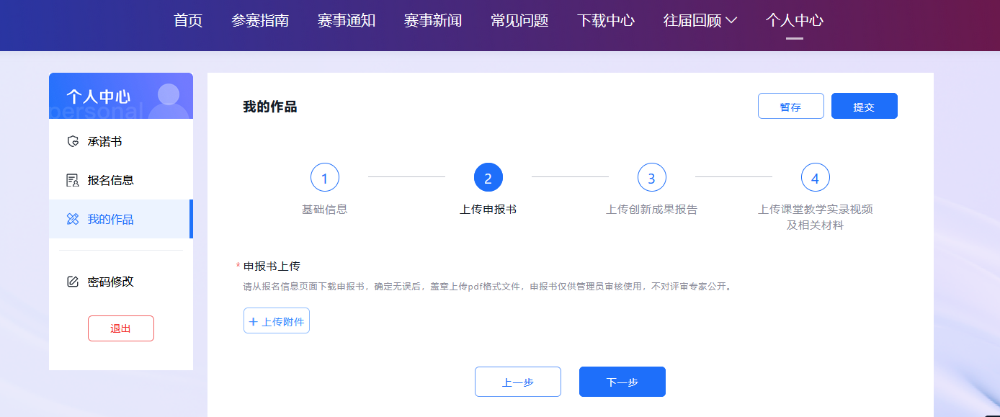 首页 参赛指南 赛事通知 赛事新闻 常见问题 下载中心 往届回顾 个人中心
个人中心
personal
承诺书
报名信息
我的作品
密码修改
退出
我的作品
暂存 提交
1 2 3 4
基础信息 上传申报书 上传创新成果报告 上传课堂教学实录视频
及相关材料
* 申报书上传
请从报名信息页面下载申报书，确定无误后，盖章上传pdf格式文件，申报书仅供管理员审核使用，不对评审专家公开。
+ 上传附件
上一步 下一步